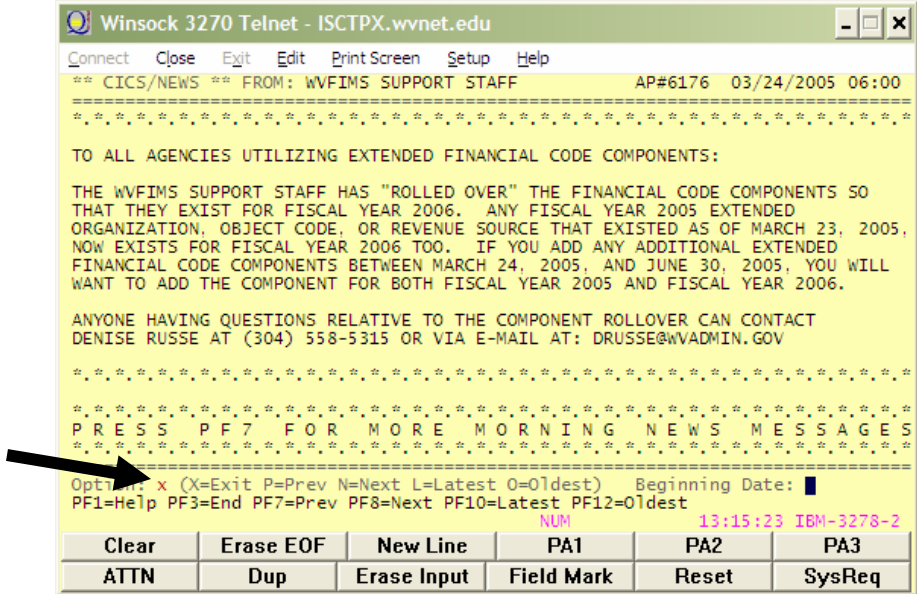 Winsock 3270 Telnet - ISCTPX.wvnet.edu
Connect Close Exit Edit Print Screen Setup Help
** CICS/NEWS ** FROM: WVFIMS SUPPORT STAFF AP#6176 03/24/2005 06:00
================================================================================
*.*.*.*.*.*.*.*.*.*.*.*.*.*.*.*.*.*.*.*.*.*.*.*.*.*.*.*.*.*.*.*.*.*.*.*.*.*.*.*
TO ALL AGENCIES UTILIZING EXTENDED FINANCIAL CODE COMPONENTS:
THE WVFIMS SUPPORT STAFF HAS "ROLLED OVER" THE FINANCIAL CODE COMPONENTS SO
THAT THEY EXIST FOR FISCAL YEAR 2006. ANY FISCAL YEAR 2005 EXTENDED
ORGANIZATION, OBJECT CODE, OR REVENUE SOURCE THAT EXISTED AS OF MARCH 23, 2005,
NOW EXISTS FOR FISCAL YEAR 2006 TOO. IF YOU ADD ANY ADDITIONAL EXTENDED
FINANCIAL CODE COMPONENTS BETWEEN MARCH 24, 2005, AND JUNE 30, 2005, YOU WILL
WANT TO ADD THE COMPONENT FOR BOTH FISCAL YEAR 2005 AND FISCAL YEAR 2006.
ANYONE HAVING QUESTIONS RELATIVE TO THE COMPONENT ROLLOVER CAN CONTACT
DENISE RUSSE AT (304) 558-5315 OR VIA E-MAIL AT: DRUSSE@WVADMIN.GOV
*.*.*.*.*.*.*.*.*.*.*.*.*.*.*.*.*.*.*.*.*.*.*.*.*.*.*.*.*.*.*.*.*.*.*.*.*.*.*.*
*.*.*.*.*.*.*.*.*.*.*.*.*.*.*.*.*.*.*.*.*.*.*.*.*.*.*.*.*.*.*.*.*.*.*.*.*.*.*.*
P R E S S   P F 7   F O R   M O R E   M O R N I N G   N E W S   M E S S A G E S
*.*.*.*.*.*.*.*.*.*.*.*.*.*.*.*.*.*.*.*.*.*.*.*.*.*.*.*.*.*.*.*.*.*.*.*.*.*.*.*
================================================================================
Option: x (X=Exit P=Prev N=Next L=Latest O=Oldest) Beginning Date:
PF1=Help PF3=End PF7=Prev PF8=Next PF10=Latest PF12=Oldest
NUM 13:15:23 IBM-3278-2
Clear Erase EOF New Line PA1 PA2 PA3
ATTN Dup Erase Input Field Mark Reset SysReq